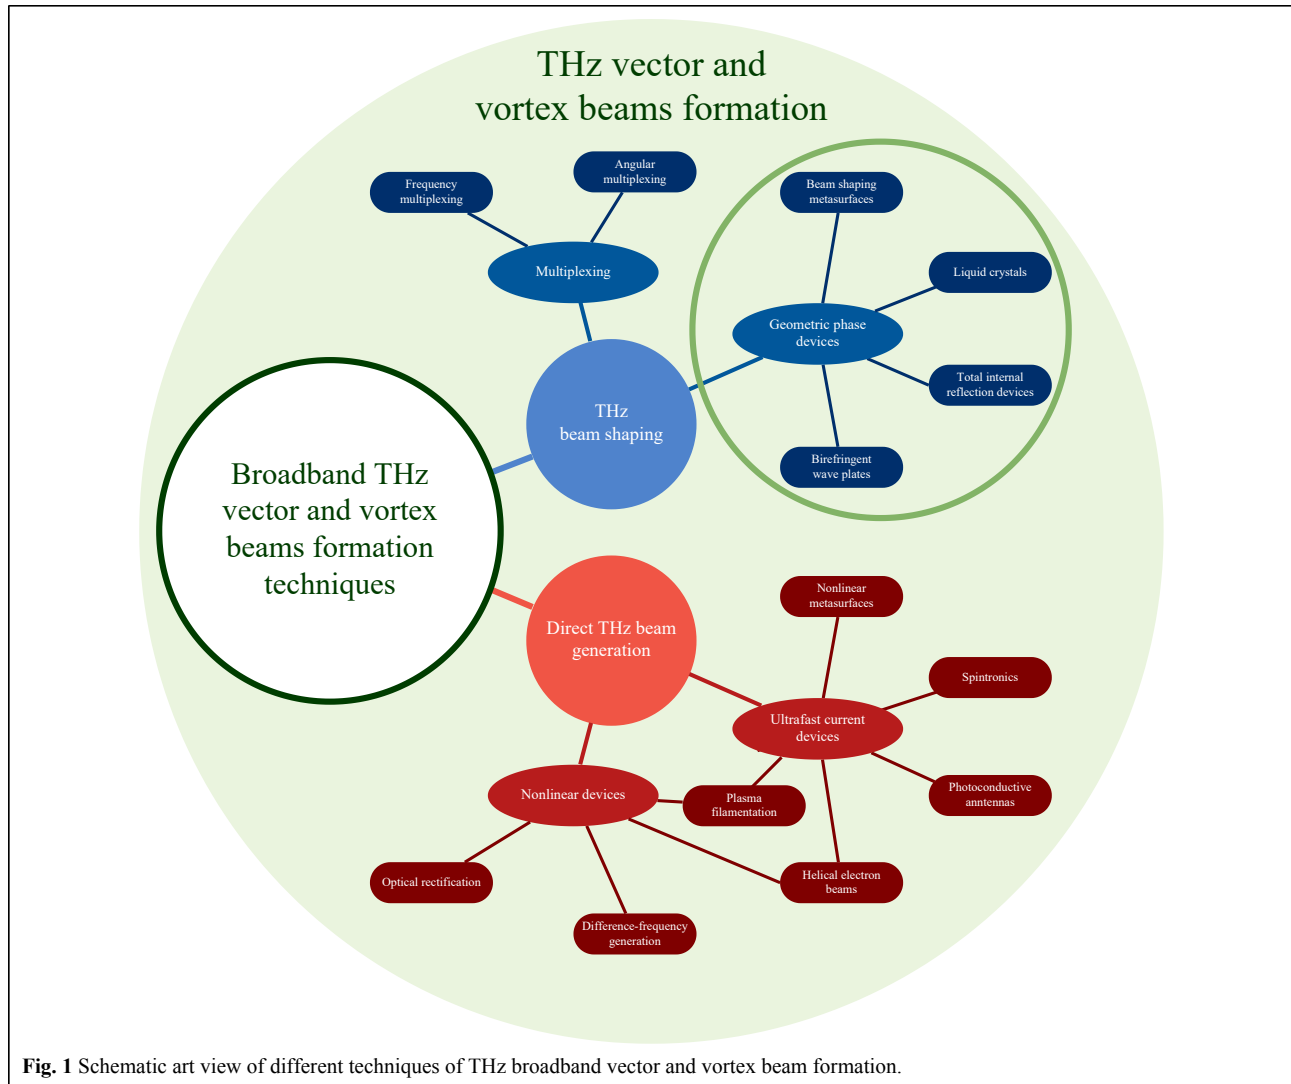 THz vector and
vortex beams formation
Angular
multiplexing
Frequency
multiplexing
Multiplexing
Beam shaping
metasurfaces
Liquid crystals
Geometric phase
devices
Total internal
reflection devices
Birefringent
wave plates
THz
beam shaping
Broadband THz
vector and vortex
beams formation
techniques
Direct THz beam
generation
Nonlinear
metasurfaces
Spintronics
Ultrafast current
devices
Photoconductive
anntennas
Plasma
filamentation
Nonlinear devices
Helical electron
beams
Optical rectification
Difference-frequency
generation
Fig. 1 Schematic art view of different techniques of THz broadband vector and vortex beam formation.